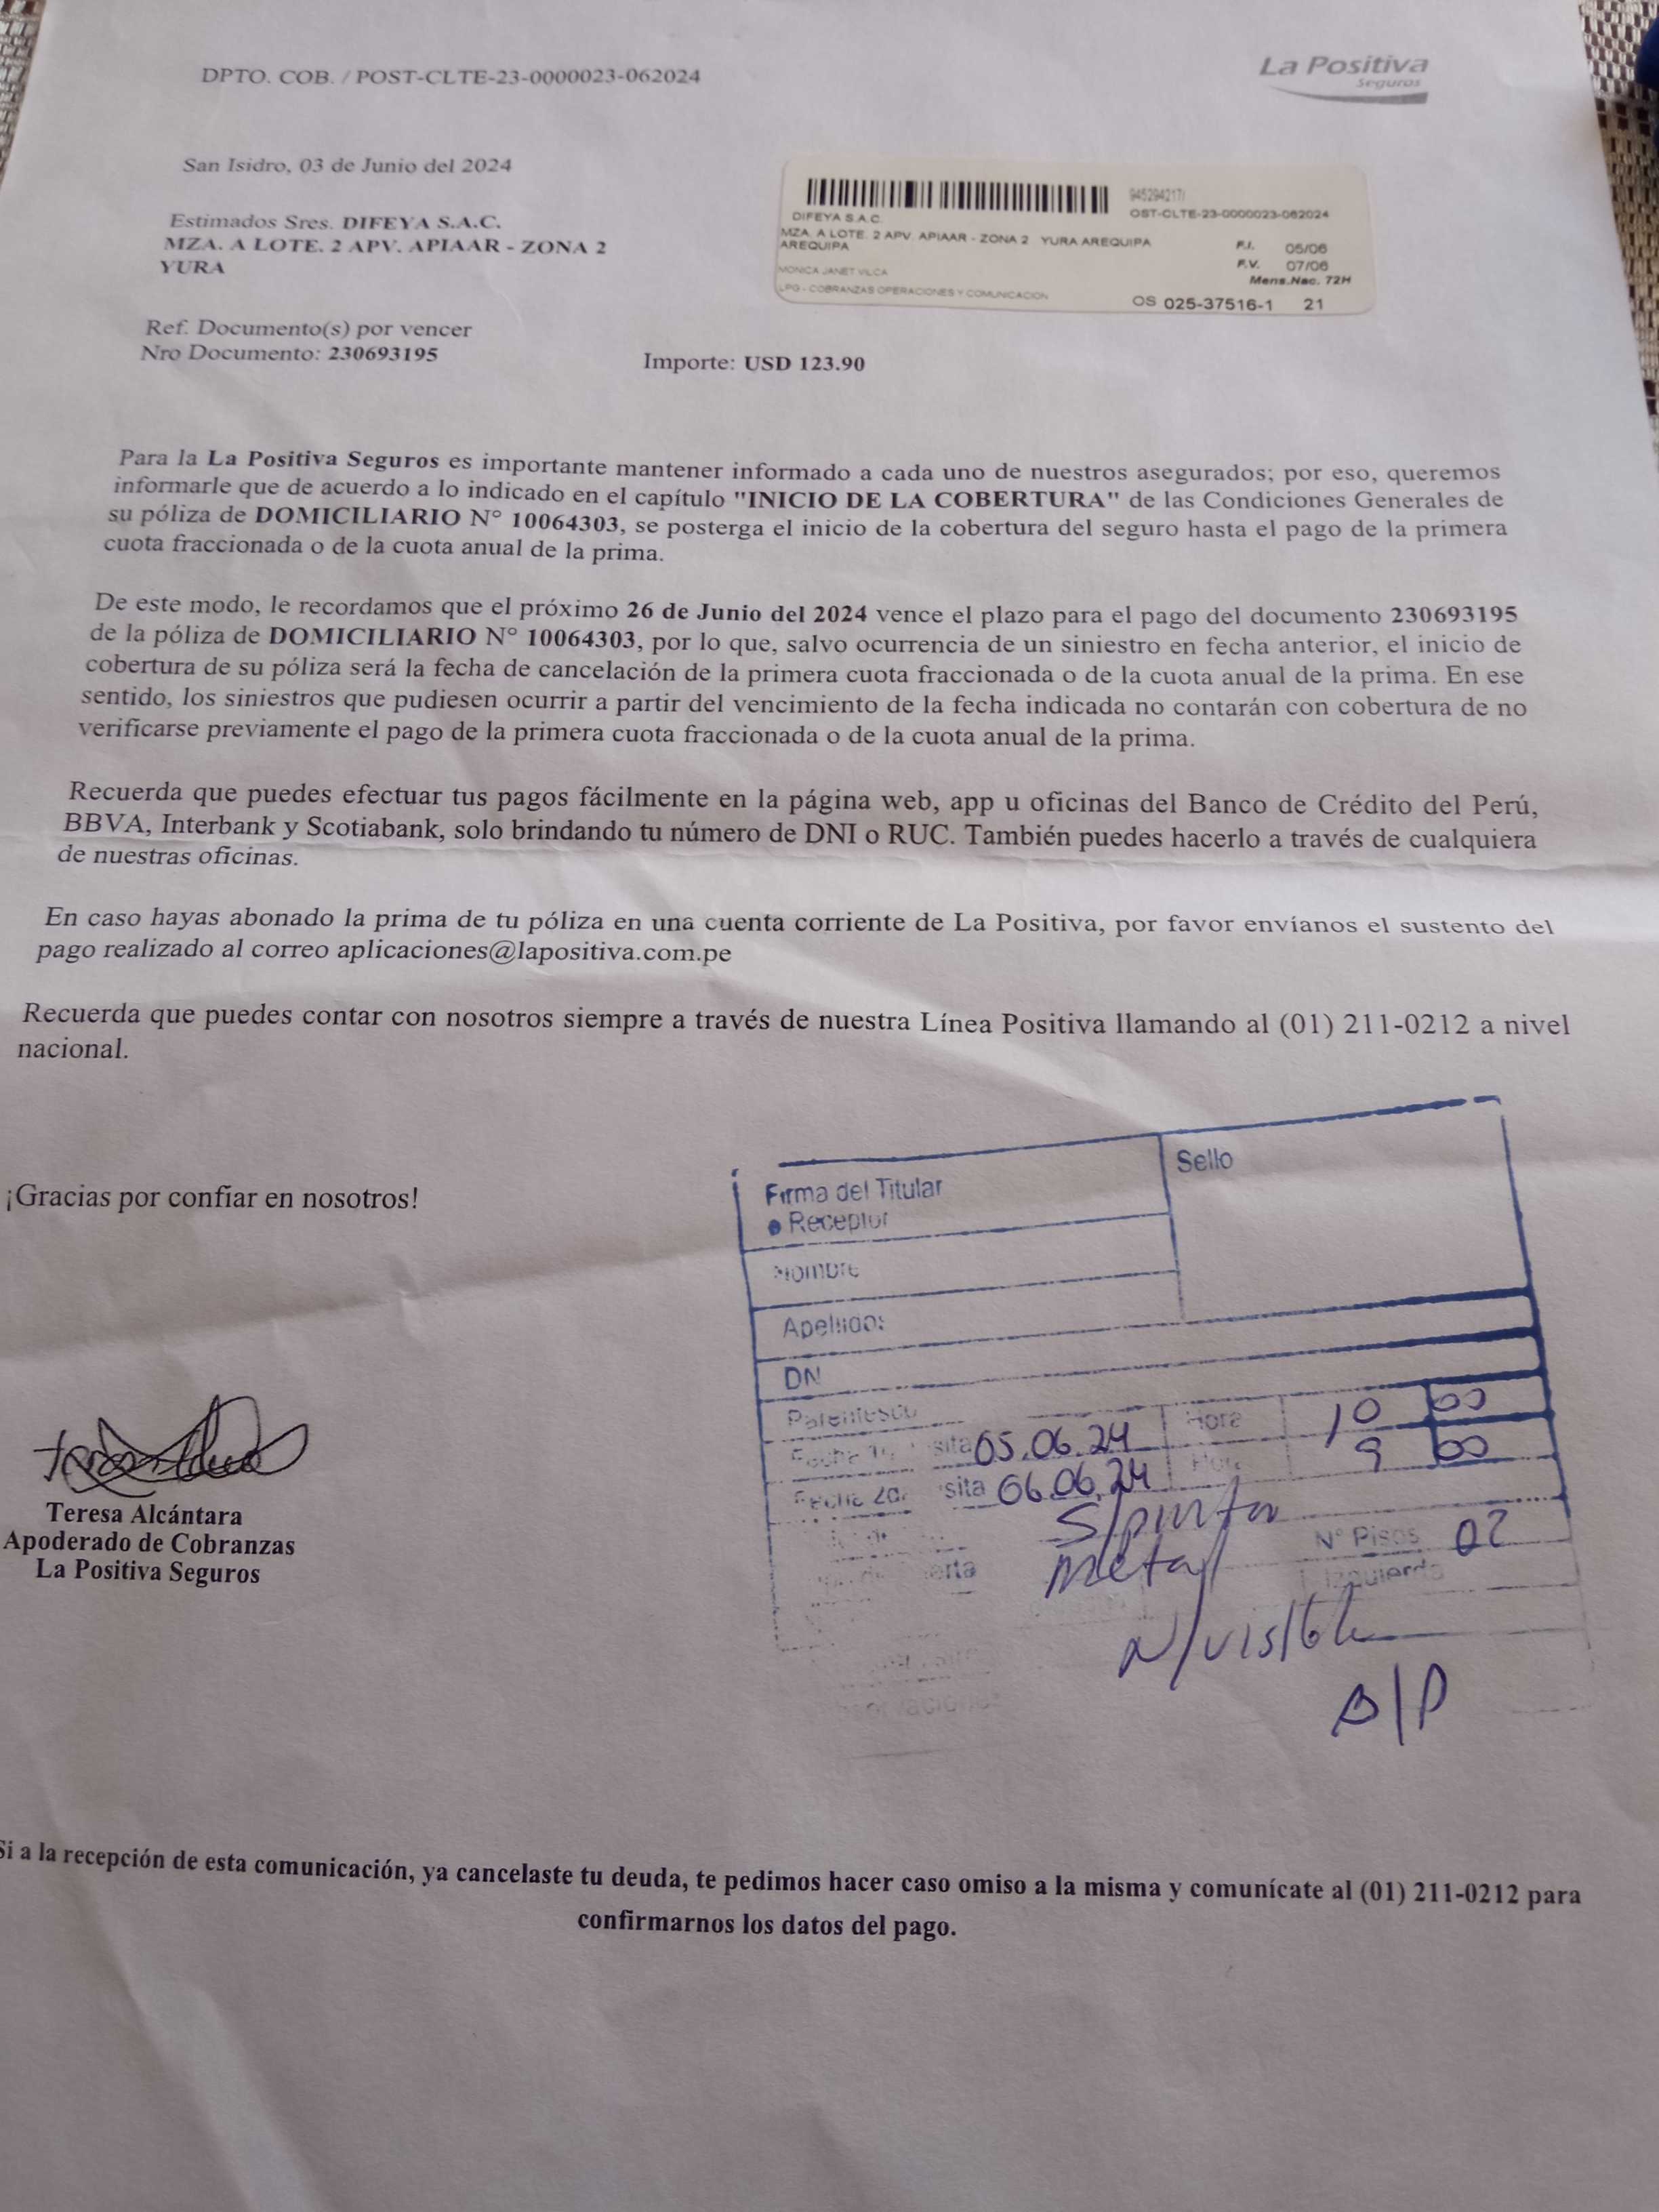 DPTO. COB. / POST-CLTE-23-0000023-062024
La Positiva
Seguros
San Isidro, 03 de Junio del 2024
Estimados Sres. DIFEYA S.A.C.
MZA. A LOTE. 2 APV. APIAAR - ZONA 2
YURA
OST-CLTE-23-0000023-062024
DIFEYA S.A.C.
MZA. A LOTE. 2 APV. APIAAR - ZONA 2 YURA AREQUIPA
AREQUIPA
F.I. 05/06
F.V. 07/06
Mens.Nac. 72H
MONICA JANET VILCA
LPG - COBRANZAS OPERACIONES Y COMUNICACION
OS 025-37516-1 21
Ref. Documento(s) por vencer
Nro Documento: 230693195
Importe: USD 123.90
Para la La Positiva Seguros es importante mantener informado a cada uno de nuestros asegurados; por eso, queremos
informarle que de acuerdo a lo indicado en el capítulo "INICIO DE LA COBERTURA" de las Condiciones Generales de
su póliza de DOMICILIARIO N° 10064303, se posterga el inicio de la cobertura del seguro hasta el pago de la primera
cuota fraccionada o de la cuota anual de la prima.
De este modo, le recordamos que el próximo 26 de Junio del 2024 vence el plazo para el pago del documento 230693195
de la póliza de DOMICILIARIO N° 10064303, por lo que, salvo ocurrencia de un siniestro en fecha anterior, el inicio de
cobertura de su póliza será la fecha de cancelación de la primera cuota fraccionada o de la cuota anual de la prima. En ese
sentido, los siniestros que pudiesen ocurrir a partir del vencimiento de la fecha indicada no contarán con cobertura de no
verificarse previamente el pago de la primera cuota fraccionada o de la cuota anual de la prima.
Recuerda que puedes efectuar tus pagos fácilmente en la página web, app u oficinas del Banco de Crédito del Perú,
BBVA, Interbank y Scotiabank, solo brindando tu número de DNI o RUC. También puedes hacerlo a través de cualquiera
de nuestras oficinas.
En caso hayas abonado la prima de tu póliza en una cuenta corriente de La Positiva, por favor envíanos el sustento del
pago realizado al correo aplicaciones@lapositiva.com.pe
Recuerda que puedes contar con nosotros siempre a través de nuestra Línea Positiva llamando al (01) 211-0212 a nivel
nacional.
¡Gracias por confiar en nosotros!
Firma del Titular
Receptor
Sello
Nombre
Apellidos
DN
Parentesco
05.06.24 Hora 10 00
sita 06.06.24 9 00
S/pintar
Metal
N° Pisos 02
Izquierda
N/visible
B/P
Teresa Alcántara
Apoderado de Cobranzas
La Positiva Seguros
Si a la recepción de esta comunicación, ya cancelaste tu deuda, te pedimos hacer caso omiso a la misma y comunícate al (01) 211-0212 para
confirmarnos los datos del pago.